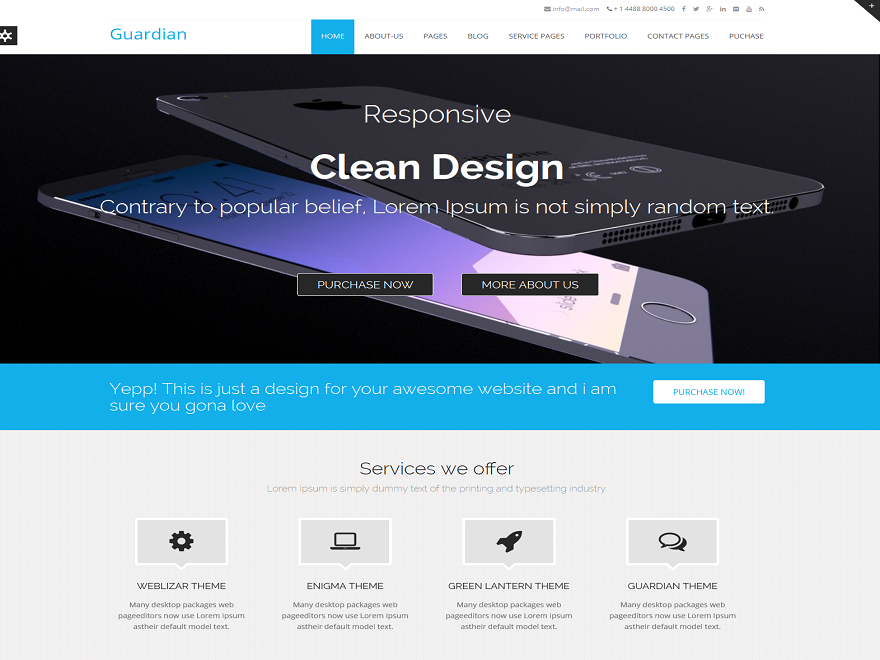 info@mail.com + 1 4488 8000 4500
Guardian
HOME ABOUT-US PAGES BLOG SERVICE PAGES PORTFOLIO CONTACT PAGES PUCHASE
Responsive
Clean Design
Contrary to popular belief, Lorem Ipsum is not simply random text.
PURCHASE NOW MORE ABOUT US
Yepp! This is just a design for your awesome website and i am
sure you gona love
PURCHASE NOW!
Services we offer
Lorem Ipsum is simply dummy text of the printing and typesetting industry
WEBLIZAR THEME ENIGMA THEME GREEN LANTERN THEME GUARDIAN THEME
Many desktop packages web Many desktop packages web Many desktop packages web Many desktop packages web
pageeditors now use Lorem Ipsum pageeditors now use Lorem Ipsum pageeditors now use Lorem Ipsum pageeditors now use Lorem Ipsum
astheir default model text. astheir default model text. astheir default model text. astheir default model text.